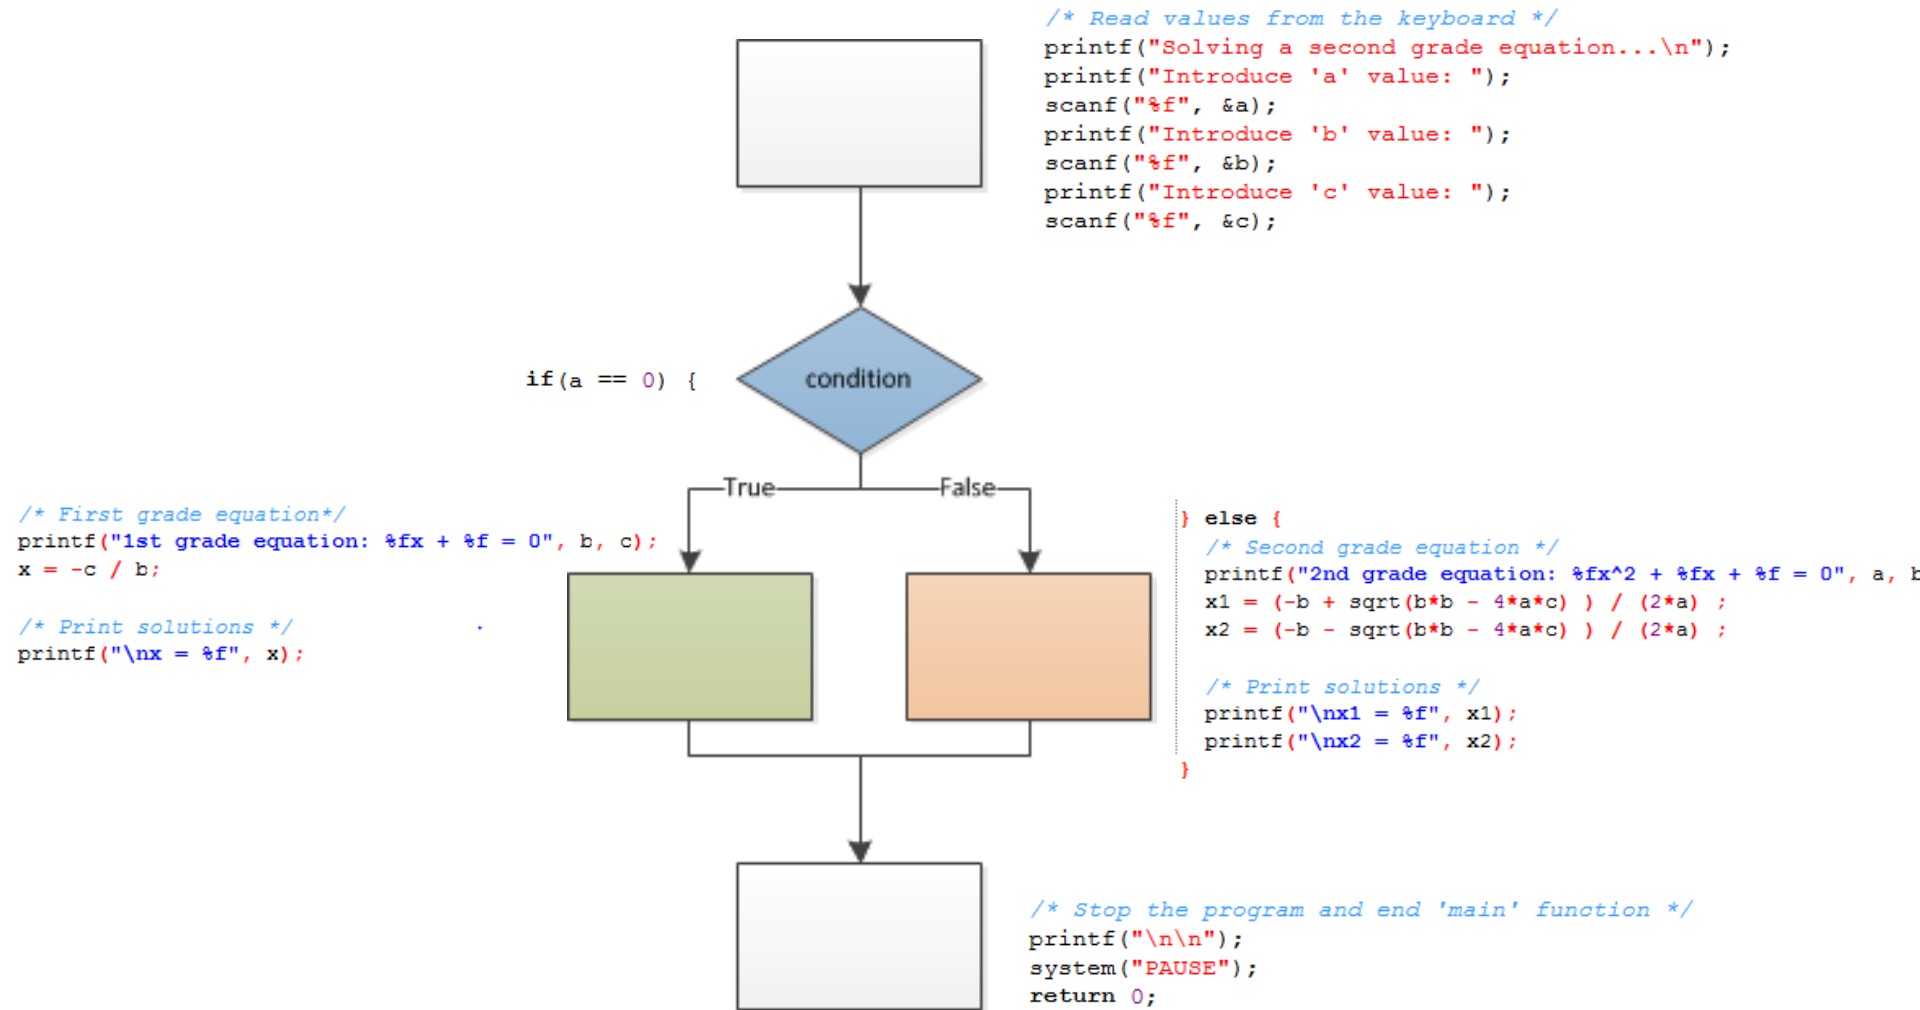 /* Read values from the keyboard */
printf("Solving a second grade equation...\n");
printf("Introduce 'a' value: ");
scanf("%f", &a);
printf("Introduce 'b' value: ");
scanf("%f", &b);
printf("Introduce 'c' value: ");
scanf("%f", &c);
if(a == 0) {
condition
True
False
/* First grade equation*/
printf("1st grade equation: %fx + %f = 0", b, c);
x = -c / b;
/* Print solutions */
printf("\nx = %f", x);
} else {
/* Second grade equation */
printf("2nd grade equation: %fx^2 + %fx + %f = 0", a, b
x1 = (-b + sqrt(b*b - 4*a*c) ) / (2*a) ;
x2 = (-b - sqrt(b*b - 4*a*c) ) / (2*a) ;
/* Print solutions */
printf("\nx1 = %f", x1);
printf("\nx2 = %f", x2);
}
/* Stop the program and end 'main' function */
printf("\n\n");
system("PAUSE");
return 0;